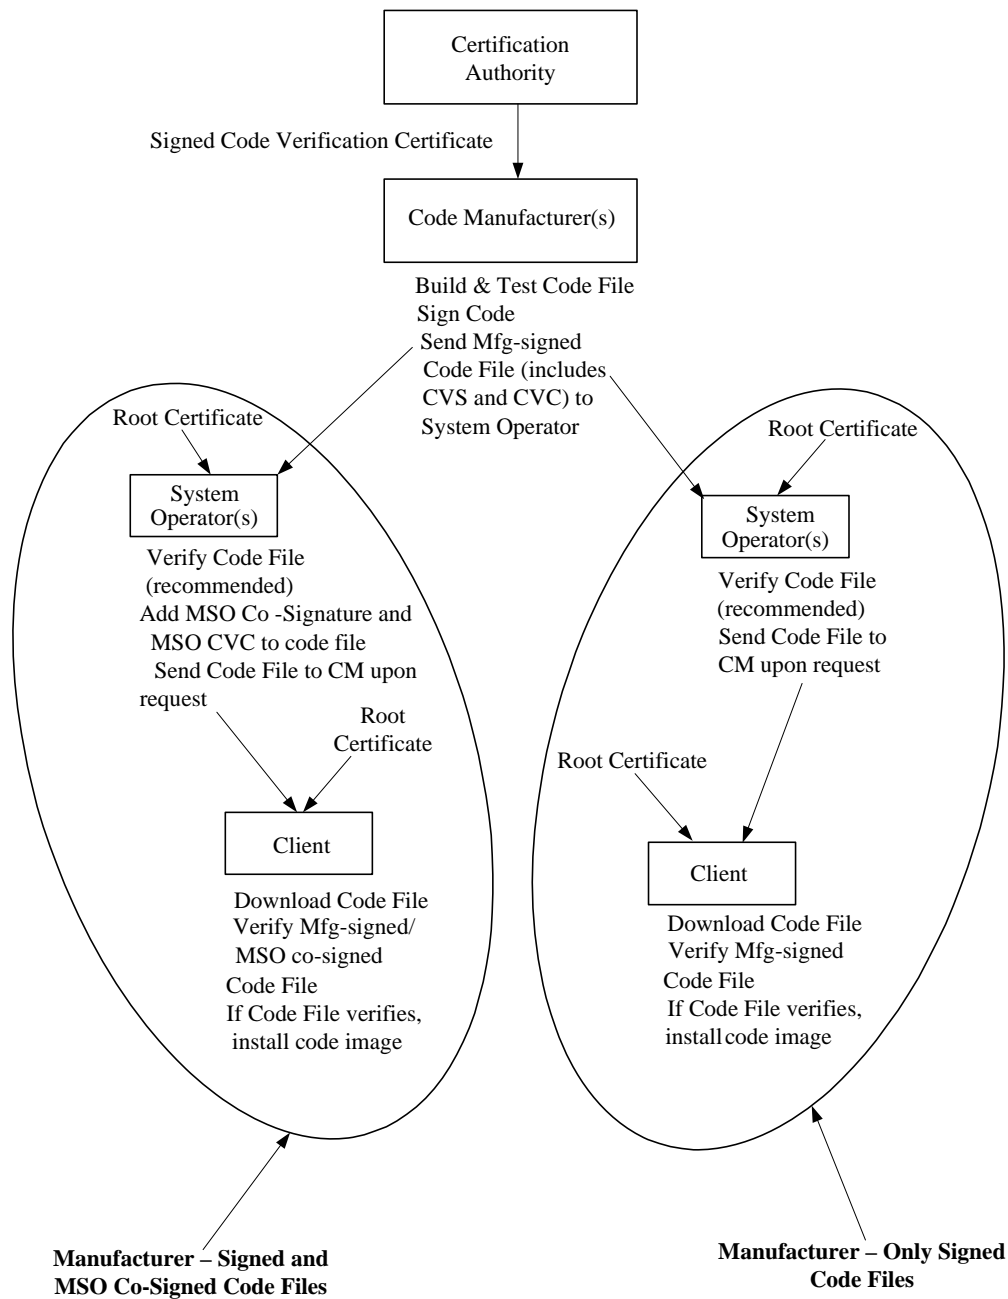 Certification
Authority
Signed Code Verification Certificate
Code Manufacturer(s)
Build & Test Code File
Sign Code
Send Mfg-signed
Code File (includes
CVS and CVC) to
System Operator
Root Certificate
System
Operator(s)
Verify Code File
(recommended)
Add MSO Co -Signature and
MSO CVC to code file
Send Code File to CM upon
request
Root
Certificate
Client
Download Code File
Verify Mfg-signed/
MSO co-signed
Code File
If Code File verifies,
install code image
Manufacturer – Signed and
MSO Co-Signed Code Files
Root Certificate
System
Operator(s)
Verify Code File
(recommended)
Send Code File to
CM upon request
Root Certificate
Client
Download Code File
Verify Mfg-signed
Code File
If Code File verifies,
install code image
Manufacturer – Only Signed
Code Files